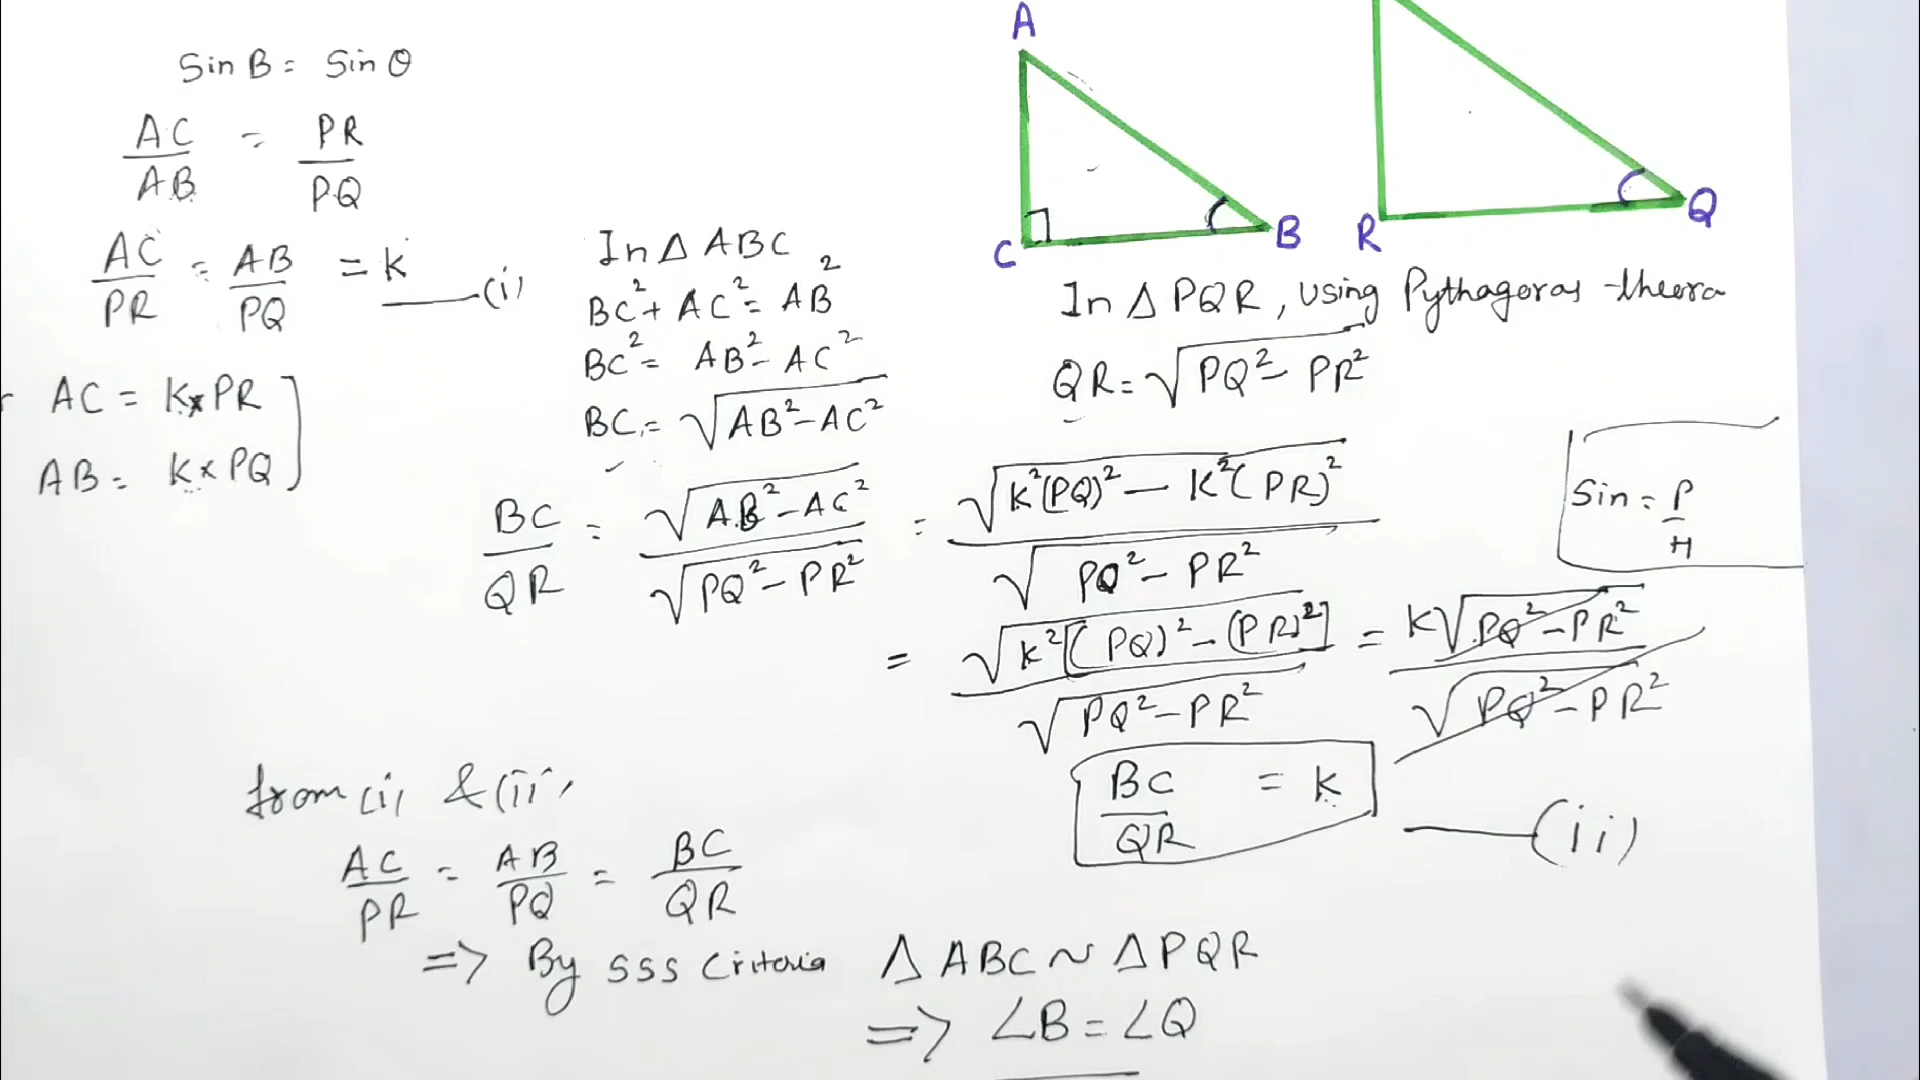 Sin B = Sin θ
AC/AB = PR/PQ
AC/PR = AB/PQ = k —(i)
AC = K×PR
AB = K×PQ
In Δ ABC
BC² + AC² = AB²
BC² = AB² - AC²
BC = √(AB² - AC²)
A
C
B
R
Q
In Δ PQR, using Pythagoras theora
QR = √(PQ² - PR²)
Sin = P/H
BC/QR = √(AB² - AC²)/√(PQ² - PR²) = √(K²(PQ)² - K²(PR)²)/√(PQ² - PR²)
= √(K²[(PQ)² - (PR)²])/√(PQ² - PR²) = K√(PQ² - PR²)/√(PQ² - PR²)
BC/QR = k —(ii)
from (i) & (ii)
AC/PR = AB/PQ = BC/QR
=> By SSS Criteria Δ ABC ~ Δ PQR
=> ∠B = ∠Q